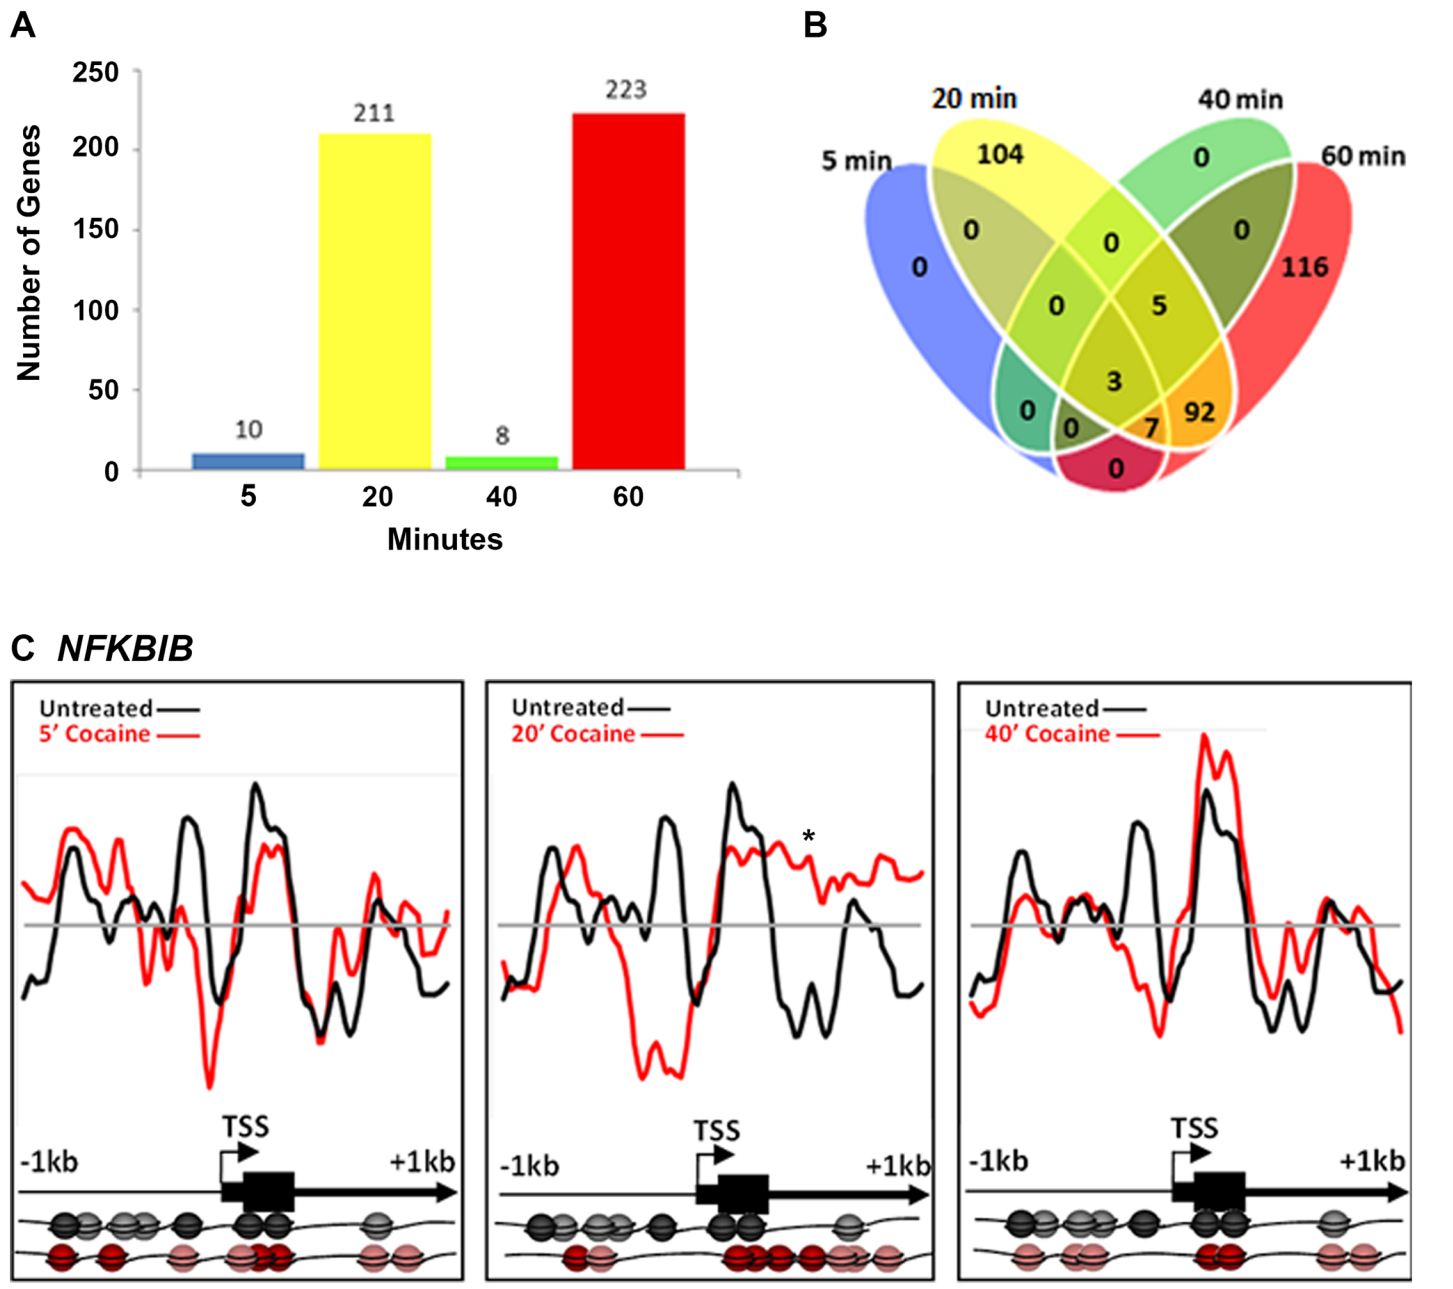 A
B
250
200
150
100
50
0
Number of Genes
10
211
8
223
5
20
40
60
Minutes
5 min
20 min
40 min
60 min
104
0
0
0
0
0
116
0
5
3
0
0
7
92
0
C NFKBIB
Untreated
5’ Cocaine
TSS
-1kb
+1kb
Untreated
20’ Cocaine
*
TSS
-1kb
+1kb
Untreated
40’ Cocaine
TSS
-1kb
+1kb